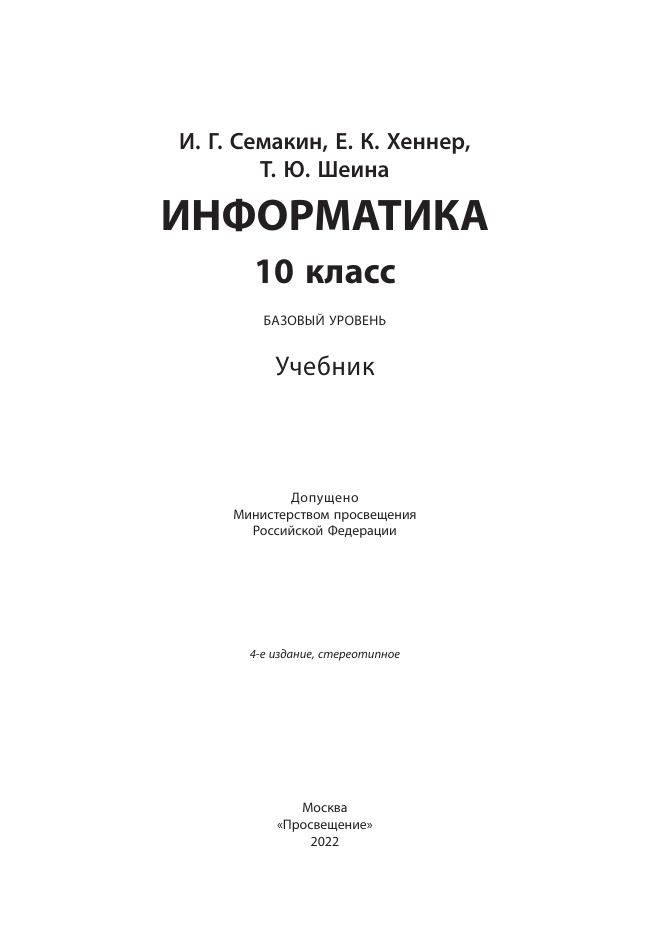 И. Г. Семакин, Е. К. Хеннер,
Т. Ю. Шеина
ИНФОРМАТИКА
10 класс
БАЗОВЫЙ УРОВЕНЬ
Учебник
Допущено
Министерством просвещения
Российской Федерации
4-е издание, стереотипное
Москва
«Просвещение»
2022